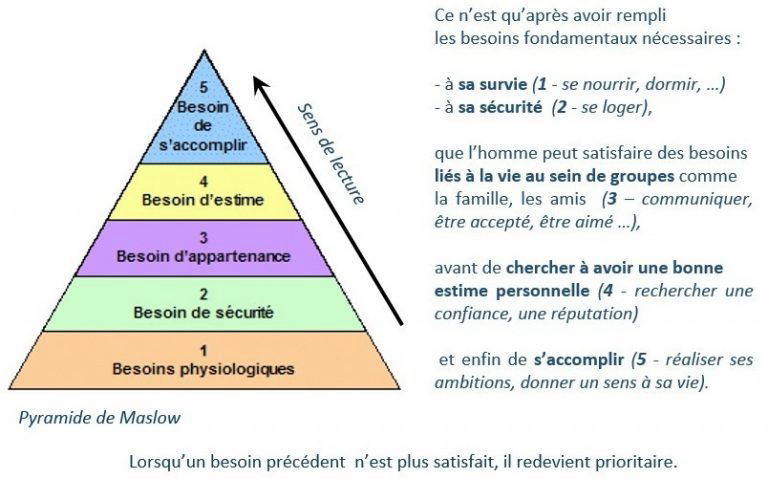 5
Besoin
de
s'accomplir
4
Besoin d'estime
3
Besoin d'appartenance
2
Besoin de sécurité
1
Besoins physiologiques
Sens de lecture
Pyramide de Maslow
Ce n'est qu'après avoir rempli
les besoins fondamentaux nécessaires :
- à sa survie (1 - se nourrir, dormir, ...)
- à sa sécurité (2 - se loger),
que l'homme peut satisfaire des besoins
liés à la vie au sein de groupes comme
la famille, les amis (3 – communiquer,
être accepté, être aimé ...),
avant de chercher à avoir une bonne
estime personnelle (4 - rechercher une
confiance, une réputation)
et enfin de s'accomplir (5 - réaliser ses
ambitions, donner un sens à sa vie).
Lorsqu'un besoin précédent n'est plus satisfait, il redevient prioritaire.